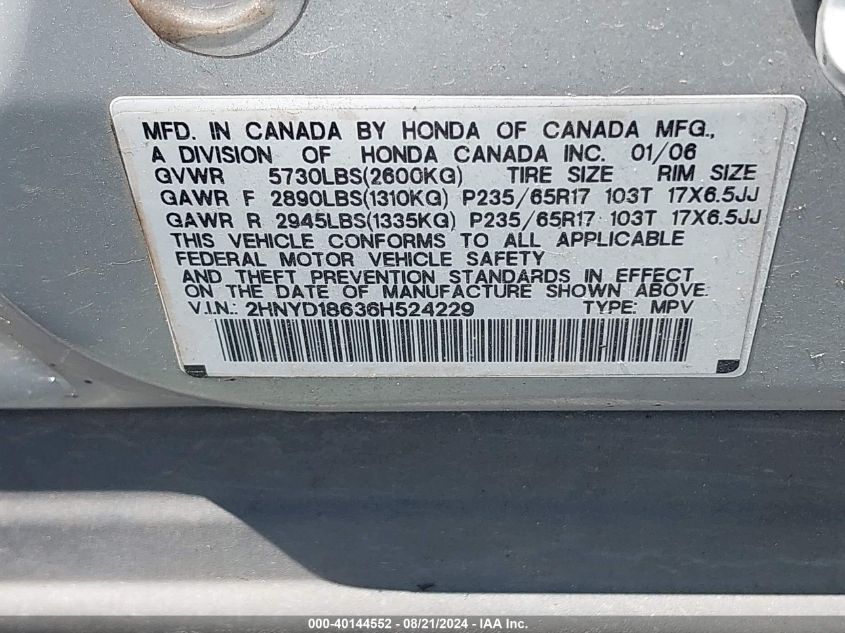 MFD. IN CANADA BY HONDA OF CANADA MFG.,
A DIVISION OF HONDA CANADA INC. 01/06
GVWR 5730LBS(2600KG) TIRE SIZE RIM SIZE
GAWR F 2890LBS(1310KG) P235/65R17 103T 17X6.5JJ
GAWR R 2945LBS(1335KG) P235/65R17 103T 17X6.5JJ
THIS VEHICLE CONFORMS TO ALL APPLICABLE
FEDERAL MOTOR VEHICLE SAFETY
AND THEFT PREVENTION STANDARDS IN EFFECT
ON THE DATE OF MANUFACTURE SHOWN ABOVE.
V.I.N.: 2HNYD18636H524229 TYPE: MPV
000-40144552 - 08/21/2024 - IAAI.com